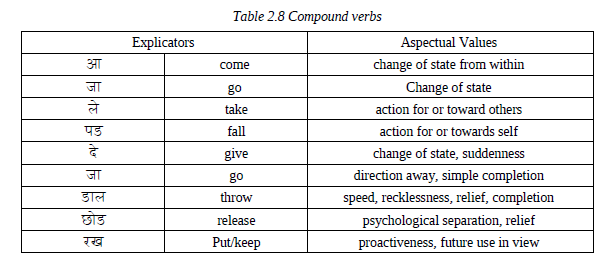 Table 2.8 Compound verbs
Explicators Aspectual Values
आ come change of state from within
जा go Change of state
ले take action for or toward others
पड fall action for or towards self
दे give change of state, suddenness
जा go direction away, simple completion
डाल throw speed, recklessness, relief, completion
छोड release psychological separation, relief
रख Put/keep proactiveness, future use in view